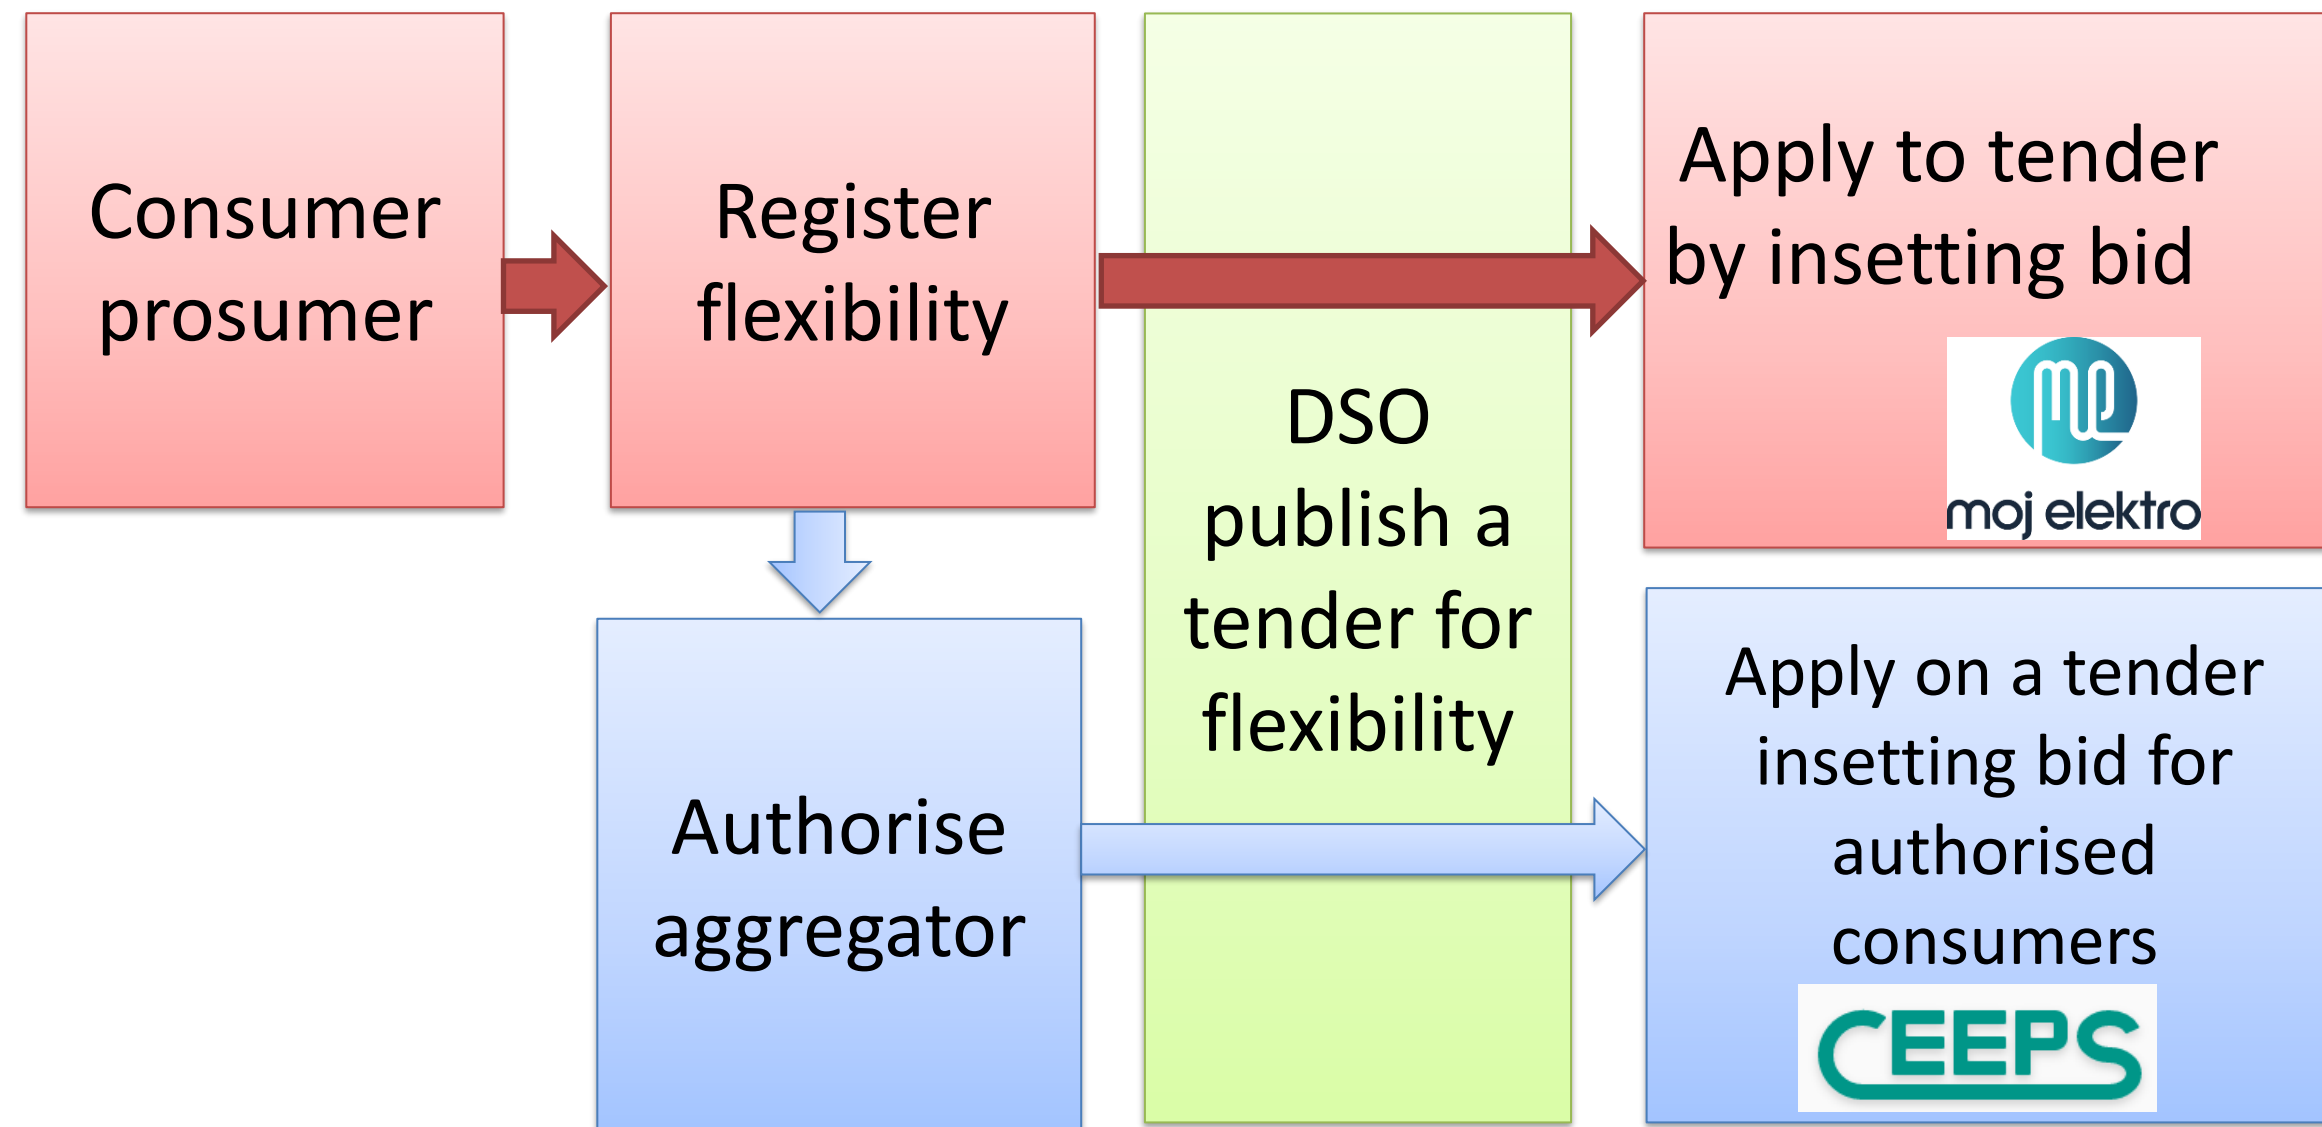 Consumer
prosumer
Register
flexibility
DSO
publish a
tender for
flexibility
Apply to tender
by insetting bid
moj elektro
Authorise
aggregator
Apply on a tender
insetting bid for
authorised
consumers
CEEPS